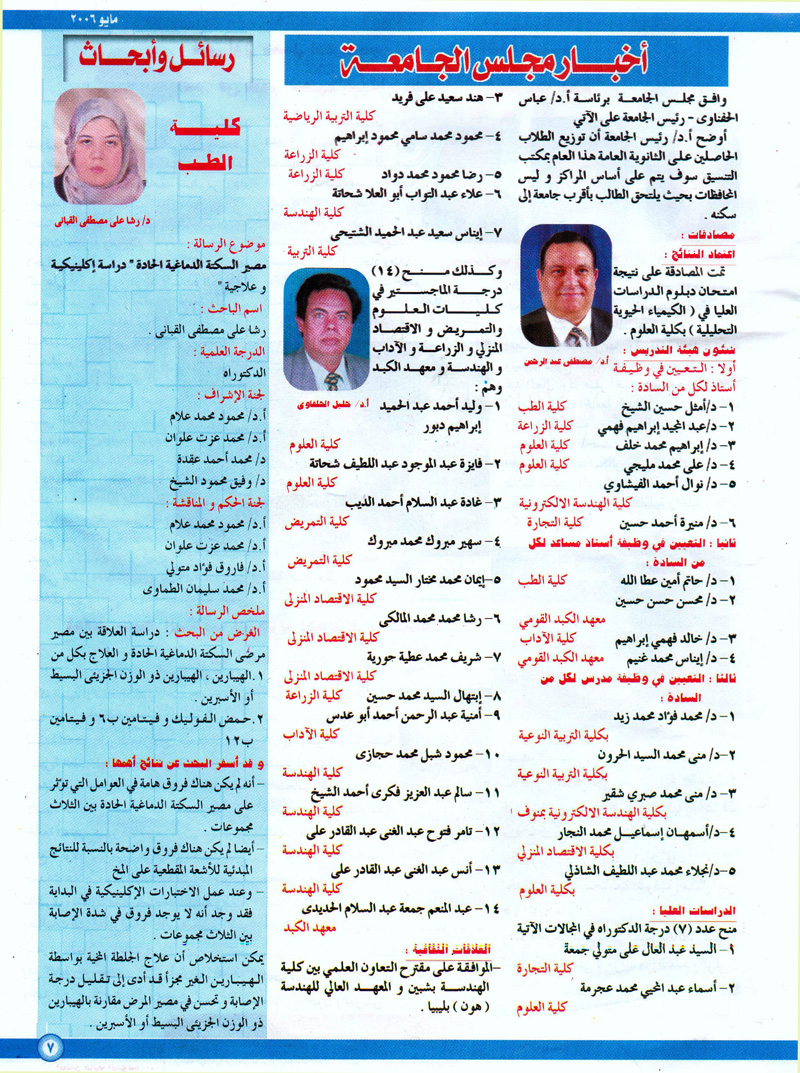 مايو ٢٠٠٦
أخبار مجلس الجامعة
وافق مجلس الجامعة برئاسة أ.د/ عباس
الحفناوى - رئيس الجامعة على الآتي
أوضح أ.د/ رئيس الجامعة أن توزيع الطلاب
الحاصلين على الثانوية العامة هذا العام بمكتب
التنسيق سوف يتم على أساس المراكز و ليس
المحافظات بحيث يلتحق الطالب بأقرب جامعة إلى
سكنه .
مصادقات :
اعتماد النتائج :
تمت المصادقة على نتيجة
امتحان دبلوم الدراسات
العليا في ( الكيمياء الحيوية
التحليلية ) بكلية العلوم .
أ.د/ مصطفى عبد الرحمن
شئون هيئة التدريس :
أولا : التعيين في وظيفة
أستاذ لكل من السادة :
١- د/ أمثل حسين الشيخ كلية الطب
٢- د/عبد المجيد إبراهيم فهمي كلية الزراعة
٣- د/ إبراهيم محمد خلف كلية العلوم
٤- د/ على محمد مليجي كلية العلوم
٥- د/ نوال أحمد الفيشاوي
كلية الهندسة الالكترونية
٦- د/ منيرة أحمد حسين كلية التجارة
ثانيا : التعيين في وظيفة أستاذ مساعد لكل
من السادة :
١- د/ حاتم أمين عطا الله كلية الطب
٢- د/ محسن حسن حسين
معهد الكبد القومي
٣- د/ خالد فهمي إبراهيم كلية الآداب
٤- د/ إيناس محمد غنيم معهد الكبد القومي
ثالثا : التعيين في وظيفة مدرس لكل من
السادة :
١- د/ محمد فؤاد محمد زيد
بكلية التربية النوعية
٢- د/ منى محمد السيد الحرون
بكلية التربية النوعية
٣- د/ منى محمد صبري شقير
بكلية الهندسة الالكترونية بمنوف
٤- د/أسمهان إسماعيل محمد النجار
بكلية الاقتصاد المنزلي
٥- د/نجلاء محمد عبد اللطيف الشاذلي
بكلية العلوم
الدراسات العليا :
منح عدد (٧) درجة الدكتوراه في المجالات الآتية
١- السيد عبد العال على متولي جمعة
كلية التجارة
٢- أسماء عبد المحيي محمد عجرمة
كلية العلوم
٣- هند سعيد على فريد
كلية التربية الرياضية
٤- محمود محمد سامي محمود إبراهيم
كلية الزراعة
٥- رضا محمود محمد دواد كلية الزراعة
٦- علاء عبد التواب أبو العلا شحاتة
كلية الهندسة
٧- إيناس سعيد عبد الحميد الشتيحي
كلية التربية
وكذلك منح (١٤)
درجة الماجستير في
كليات العلوم
والتمريض و الاقتصاد
المنزلي و الزراعة و الآداب
و الهندسة و معهد الكبد
وهم :
أ.د/ خليل الحلفاوى
١- وليد أحمد عبد الحميد
إبراهيم دبور
كلية العلوم
٢- فايزة عبد الموجود عبد اللطيف شحاتة
كلية العلوم
٣- غادة عبد السلام أحمد الديب
كلية التمريض
٤- سهير مبروك محمد مبروك
كلية التمريض
٥- إيمان محمد مختار السيد محمود
كلية الاقتصاد المنزلى
٦- رشا محمد محمد المالكى
كلية الاقتصاد المنزلى
٧- شريف محمد عطية حورية
كلية الاقتصاد المنزلى
٨- إبتهال السيد محمد حسين كلية الزراعة
٩- أمنية عبد الرحمن أحمد أبو عدس
كلية الآداب
١٠- محمود شبل محمد حجازى
كلية الهندسة
١١- سالم عبد العزيز فكرى أحمد الشيخ
كلية الهندسة
١٢- تامر فتوح عبد الغنى عبد القادر على
كلية الهندسة
١٣- أنس عبد الغنى عبد القادر على
كلية الهندسة
١٤- عبد المنعم جمعة عبد السلام الحديدى
معهد الكبد
العلاقات الثقافية :
-الموافقة على مقترح التعاون العلمي بين كلية
الهندسة بشبين و المعهد العالي للهندسة
( هون ) بليبيا .
رسائل وأبحاث
كلية
الطب
د/ رشا على مصطفى القبانى
موضوع الرسالة :
مصير السكتة الدماغية الحادة " دراسة إكلينيكية
و علاجية "
اسم الباحث :
رشا على مصطفى القبانى .
الدرجة العلمية :
الدكتوراه
لجنة الإشراف :
أ.د/ محمود محمد علام
أ.د/ محمد عزت علوان
د/ محمد أحمد عقدة
د/ وفيق محمود الشيخ
لجنة الحكم و المناقشة :
أ.د/ محمود محمد علام
أ.د/ محمد عزت علوان
أ.د/ فاروق فؤاد متولي
أ.د/ محمد سليمان الطماوى
ملخص الرسالة :
الغرض من البحث : دراسة العلاقة بين مصير
مرضى السكتة الدماغية الحادة و العلاج بكل من
١.الهيبارين ، الهيبارين ذو الوزن الجزيئى البسيط
أو الأسبرين .
٢.حمض الفوليك و فيتامين ب٦ و فيتامين
ب١٢
و قد أسفر البحث عن نتائج أهمها :
- أنه لم يكن هناك فروق هامة في العوامل التي تؤثر
على مصير السكتة الدماغية الحادة بين الثلاث
مجموعات .
- أيضا لم يكن هناك فروق واضحة بالنسبة للنتائج
المبدئية للأشعة المقطعية على المخ
- وعند عمل الاختبارات الإكلينيكية في البداية
فقد وجد أنه لا يوجد فروق في شدة الإصابة
بين الثلاث مجموعات .
يمكن استخلاص أن علاج الجلطة المخية بواسطة
الهيبارين الغير مجزأ قد أدى إلى تقليل درجة
الإصابة و تحسن في مصير المرض مقارنة بالهيبارين
ذو الوزن الجزيئى البسيط أو الأسبرين .
٧